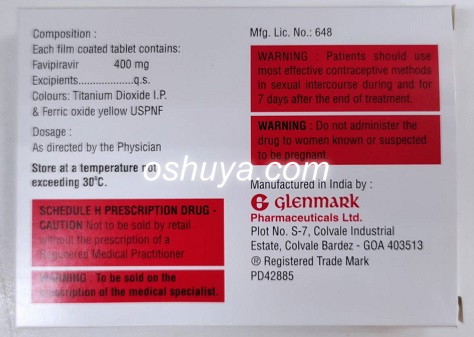 Composition :
Each film coated tablet contains:
Favipiravir 400 mg
Excipients...................q.s.
Colours: Titanium Dioxide I.P.
& Ferric oxide yellow USPNF
Dosage :
As directed by the Physician
Store at a temperature not
exceeding 30°C.
SCHEDULE H PRESCRIPTION DRUG -
CAUTION Not to be sold by retail
without the prescription of a
Registered Medical Practitioner
WARNING : To be sold on the
prescription of the medical specialist.
oshuya.com
Mfg. Lic. No.: 648
WARNING : Patients should use
most effective contraceptive methods
in sexual intercourse during and for
7 days after the end of treatment.
WARNING: Do not administer the
drug to women known or suspected
to be pregnant.
Manufactured in India by :
glenmark
Pharmaceuticals Ltd.
Plot No. S-7, Colvale Industrial
Estate, Colvale Bardez - GOA 403513
® Registered Trade Mark
PD42885